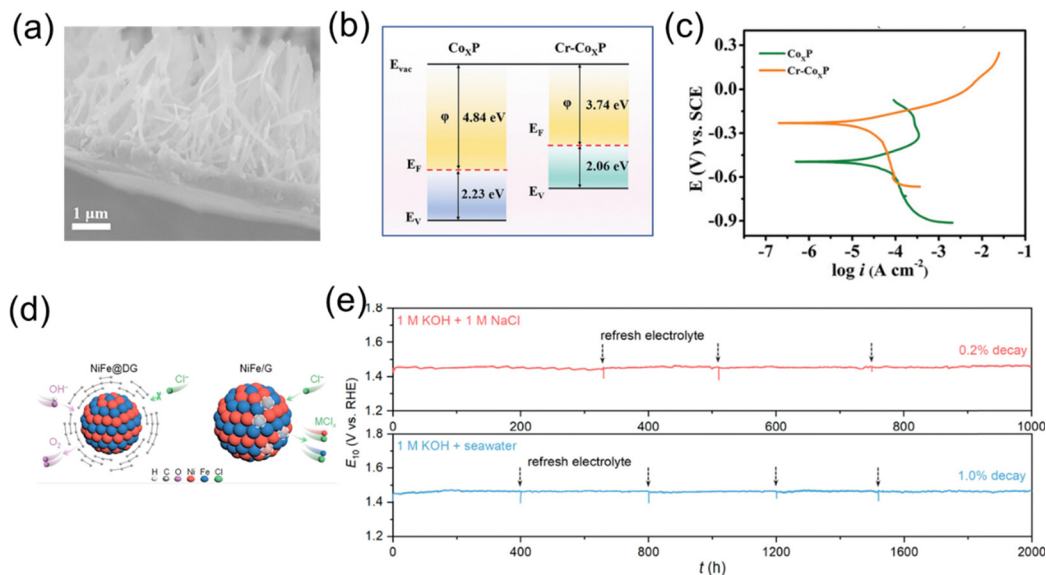 (a)
1 μm
(b)
CoₓP
Cr-CoₓP
Eᵥₐc
φ
4.84 eV
φ
3.74 eV
E_F
E_F
2.23 eV
2.06 eV
E_V
E_V
(c)
CoₓP
Cr-CoₓP
E (V) vs. SCE
0.3
0.0
-0.3
-0.6
-0.9
-7
-6
-5
-4
-3
-2
-1
log i (A cm⁻²)
(d)
NiFe@DG
NiFe/G
OH⁻
Cl⁻
Cl⁻
O₂
MClₓ
H C O Ni Fe Cl
(e)
E₁₀ (V vs. RHE)
1.8
1.6
1.4
1.2
1 M KOH + 1 M NaCl
refresh electrolyte
0.2% decay
0
200
400
600
800
1000
1.8
1.6
1.4
1.2
1 M KOH + seawater
refresh electrolyte
1.0% decay
0
400
800
1200
1600
2000
t (h)